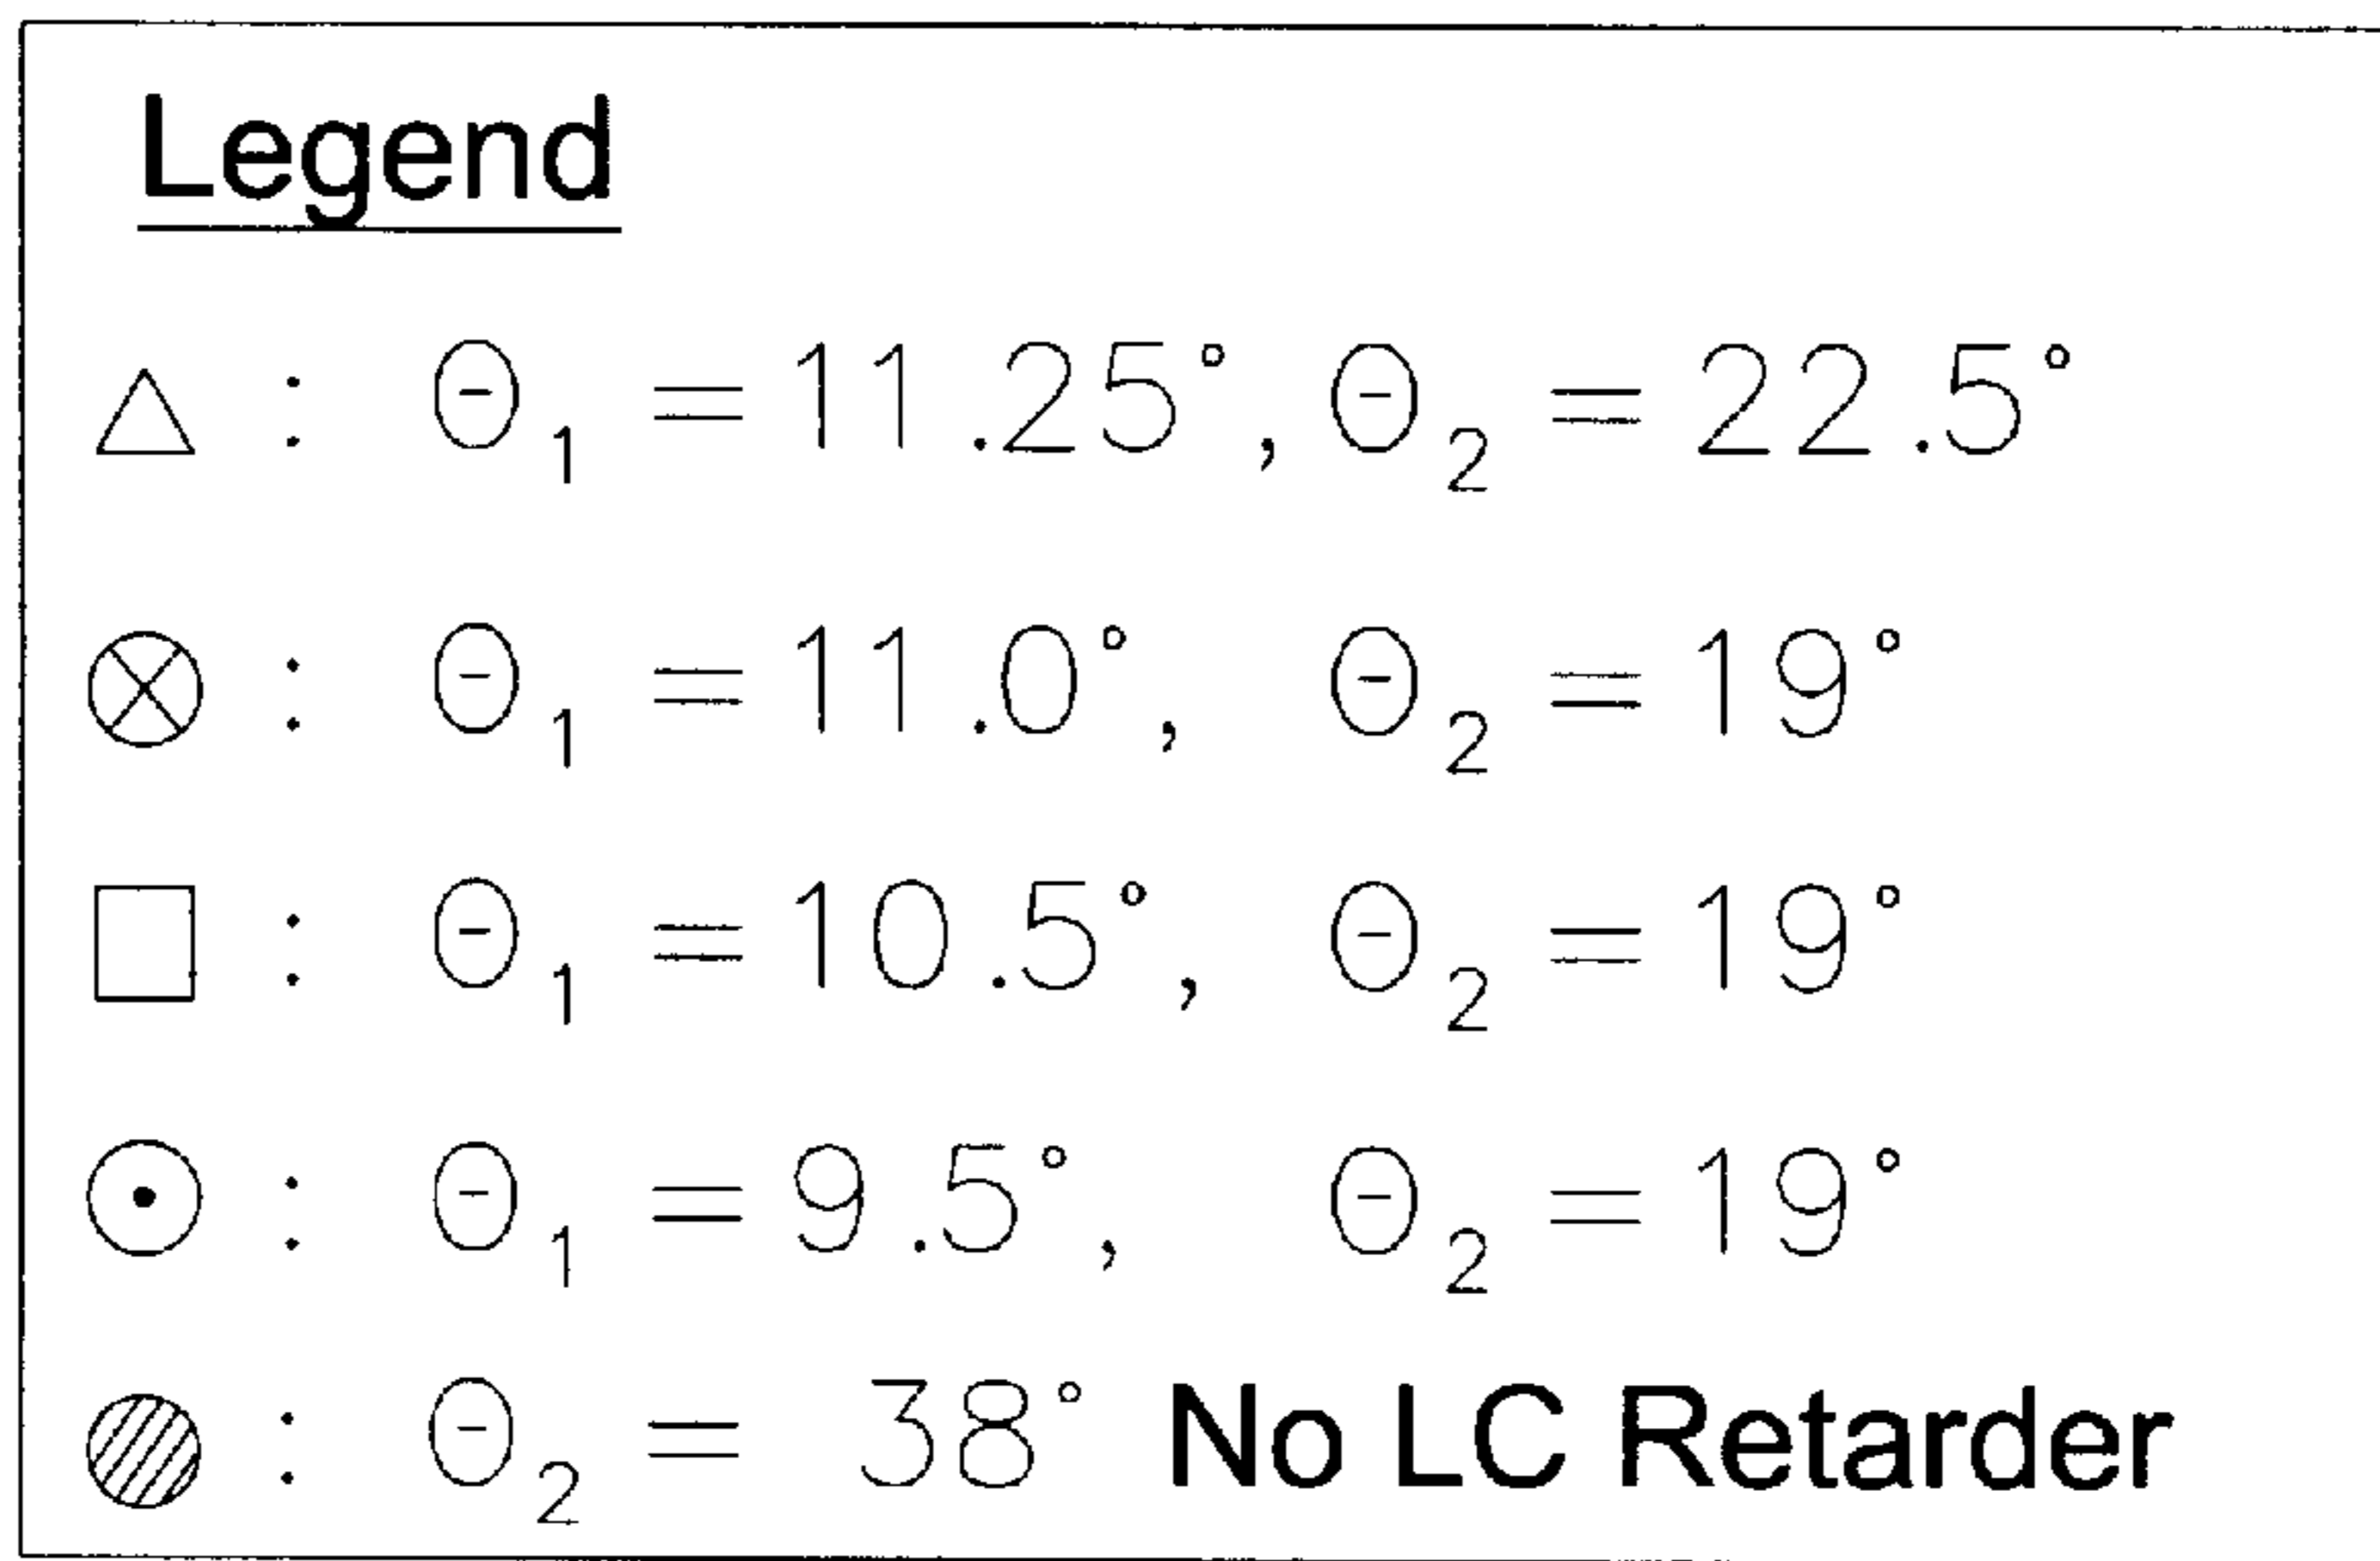 Legend
△ : Θ₁ = 11.25°, Θ₂ = 22.5°
⊗ : Θ₁ = 11.0°, Θ₂ = 19°
□ : Θ₁ = 10.5°, Θ₂ = 19°
⊙ : Θ₁ = 9.5°, Θ₂ = 19°
: Θ₂ = 38° No LC Retarder